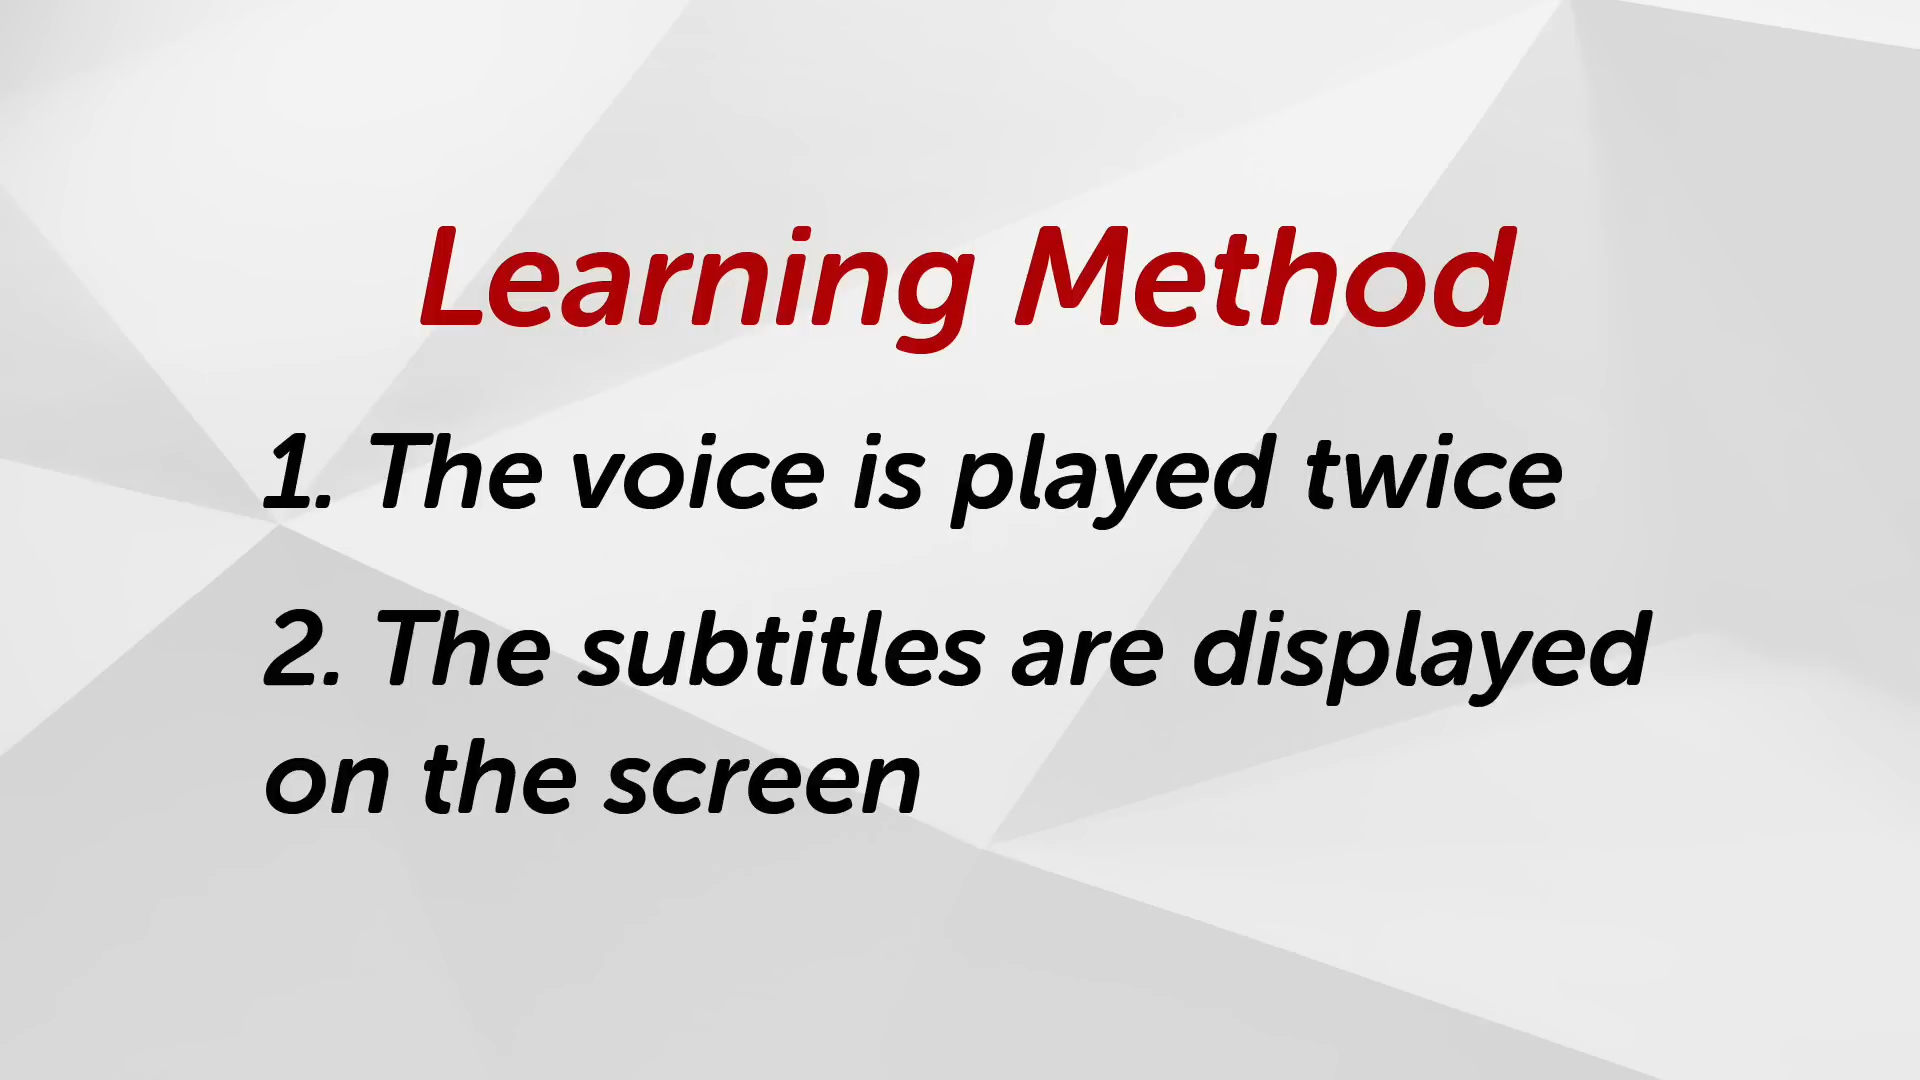 Learning Method
1. The voice is played twice
2. The subtitles are displayed
on the screen